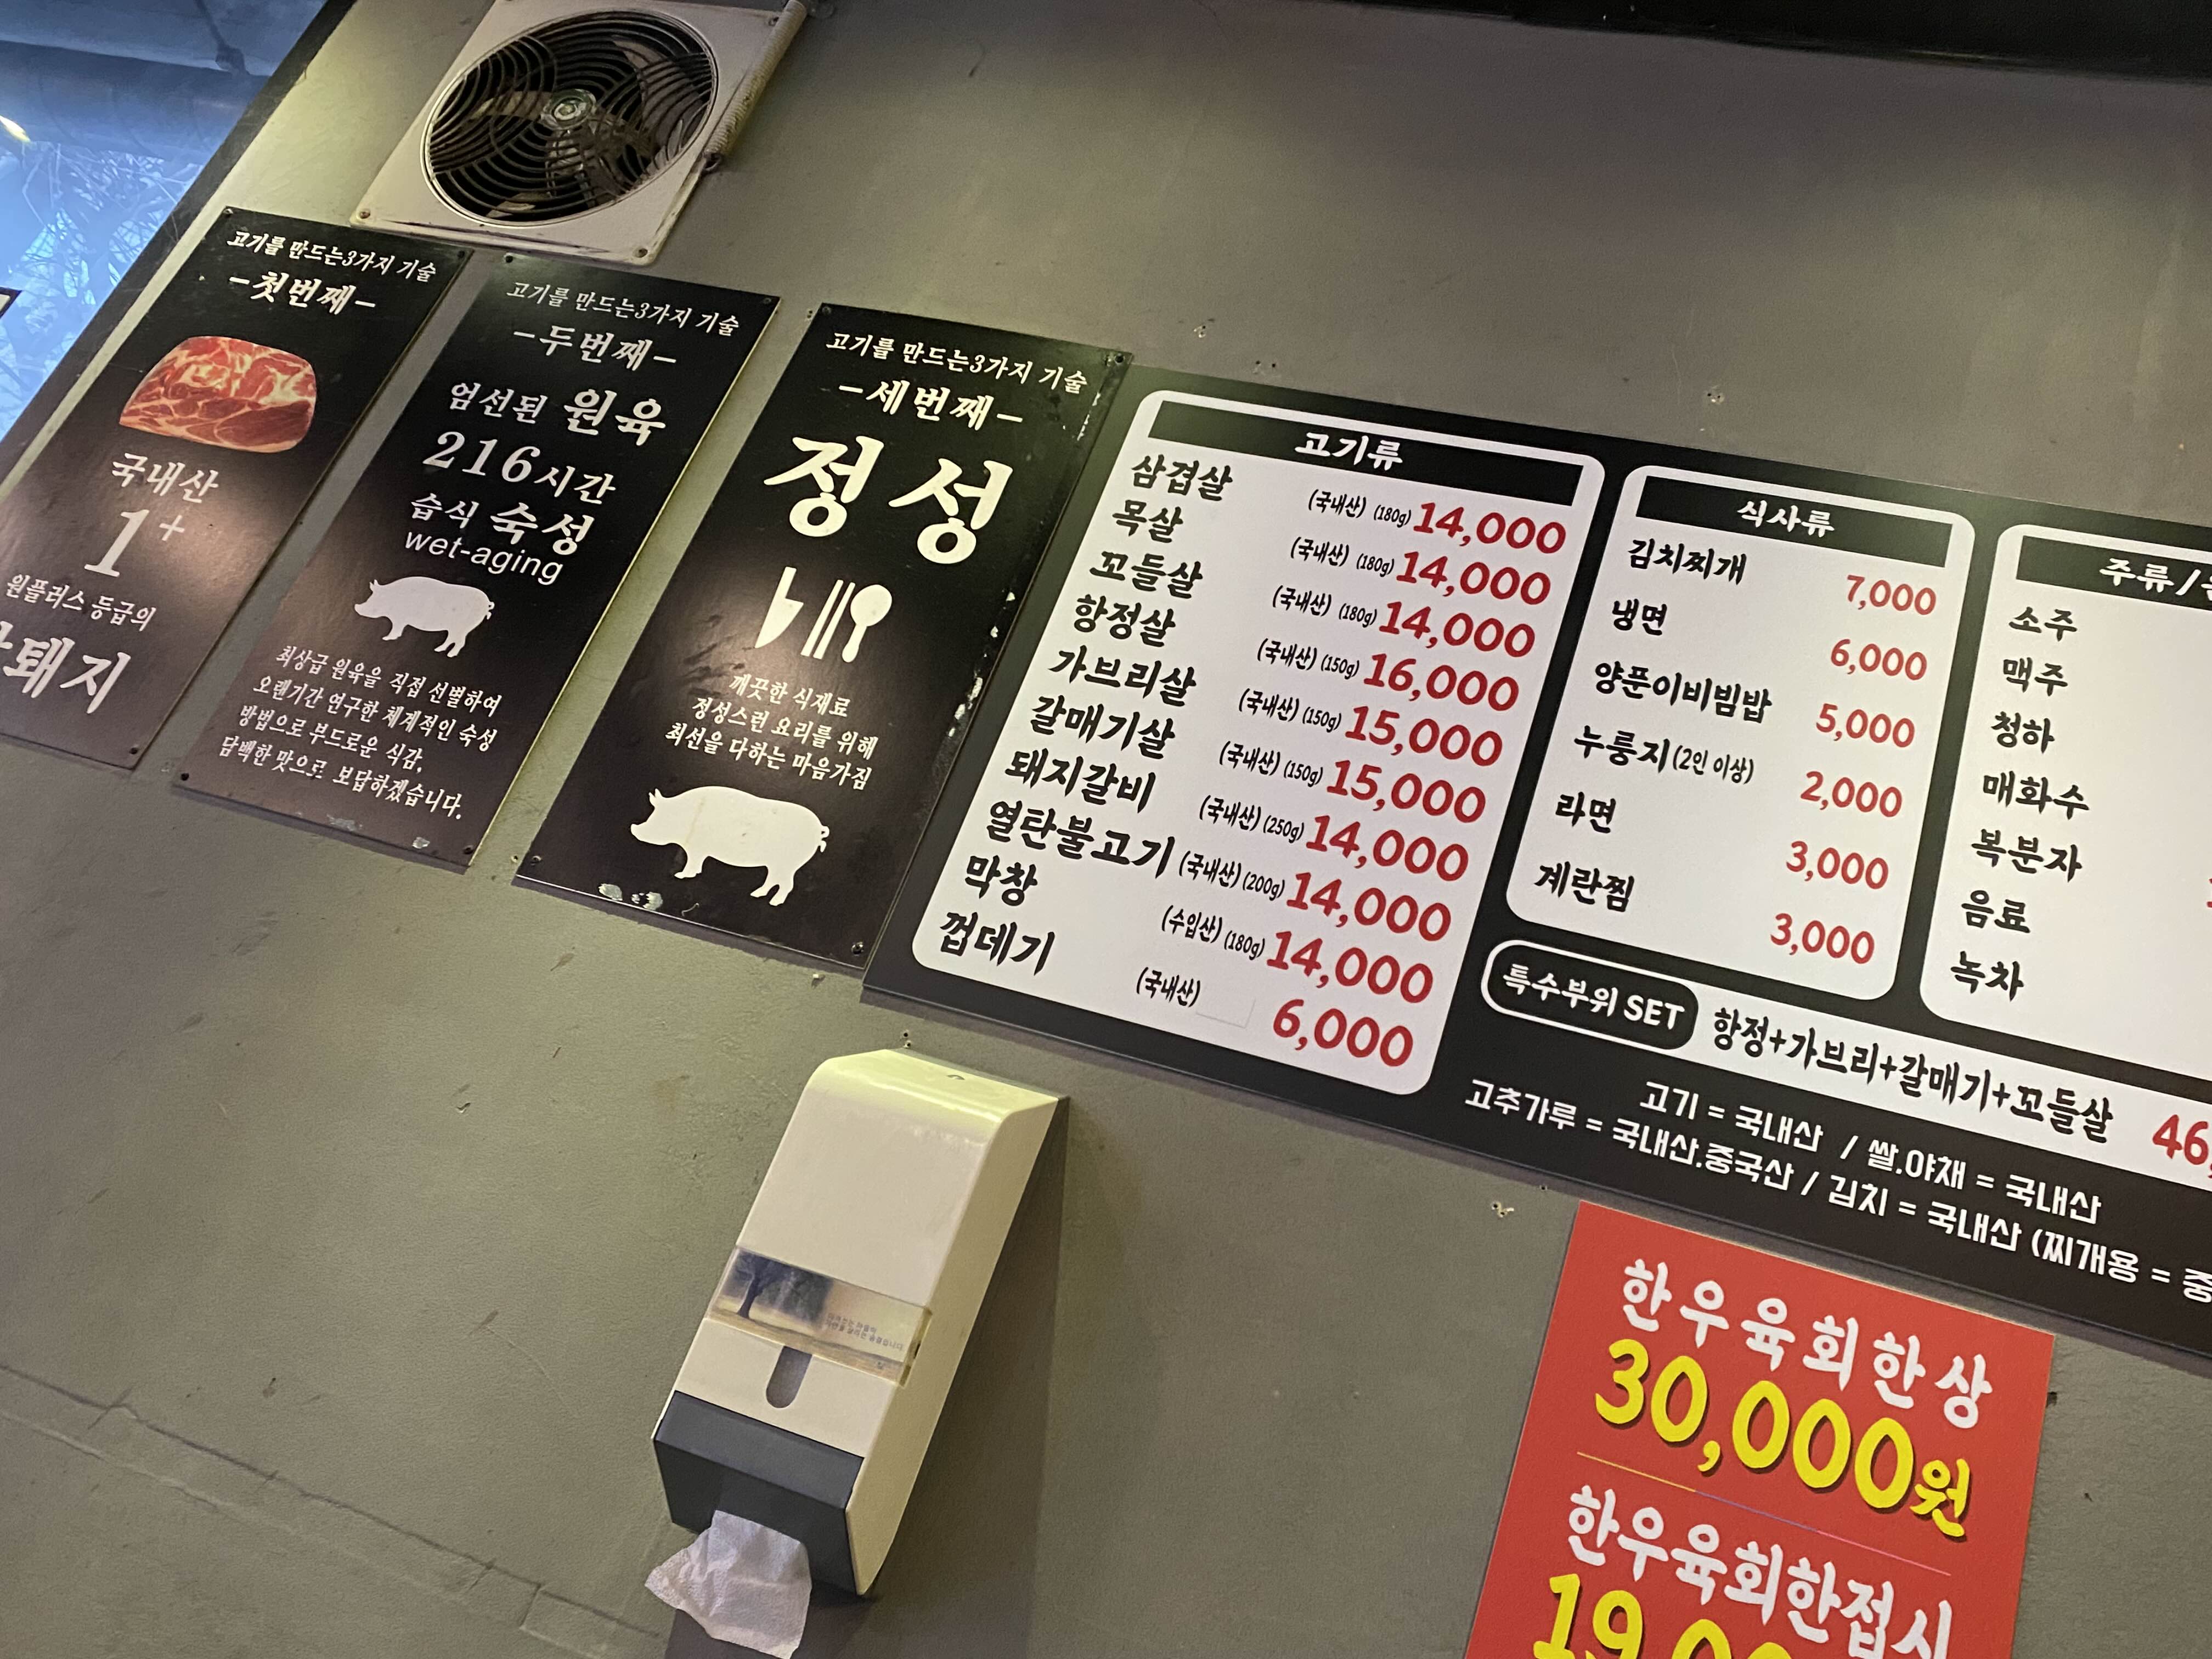 고기를 만드는3가지 기술
-첫번째-
국내산
1+
원플러스 등급의
고기를 만드는3가지 기술
-두번째-
엄선된 원육
216시간
습식 숙성
wet-aging
최상급 원육을 직접 선별하여
오랜기간 연구한 체계적인 숙성
방법으로 부드로운 식감,
담백한 맛으로 보답하겠습니다.
고기를 만드는3가지 기술
-세번째-
정성
깨끗한 식재료
정성스런 요리를 위해
최선을 다하는 마음가짐
고기류
삼겹살 (국내산) (180g) 14,000
목살 (국내산) (180g) 14,000
꼬들살 (국내산) (180g) 14,000
항정살 (국내산) (150g) 16,000
가브리살 (국내산) (150g) 15,000
갈매기살 (국내산) (150g) 15,000
돼지갈비 (국내산) (250g) 14,000
열탄불고기 (국내산) (200g) 14,000
막창 (수입산) (180g) 14,000
껍데기 (국내산) 6,000
식사류
김치찌개 7,000
냉면 6,000
양푼이비빔밥 5,000
누룽지(2인 이상) 2,000
라면 3,000
계란찜 3,000
주류/
소주
맥주
청하
매화수
복분자
음료
녹차
특수부위 SET 항정+가브리+갈매기+꼬들살 46,
고기 = 국내산 / 쌀.야채 = 국내산
고추가루 = 국내산.중국산 / 김치 = 국내산 (찌개용 = 중
한우육회한상
30,000원
한우육회한접시